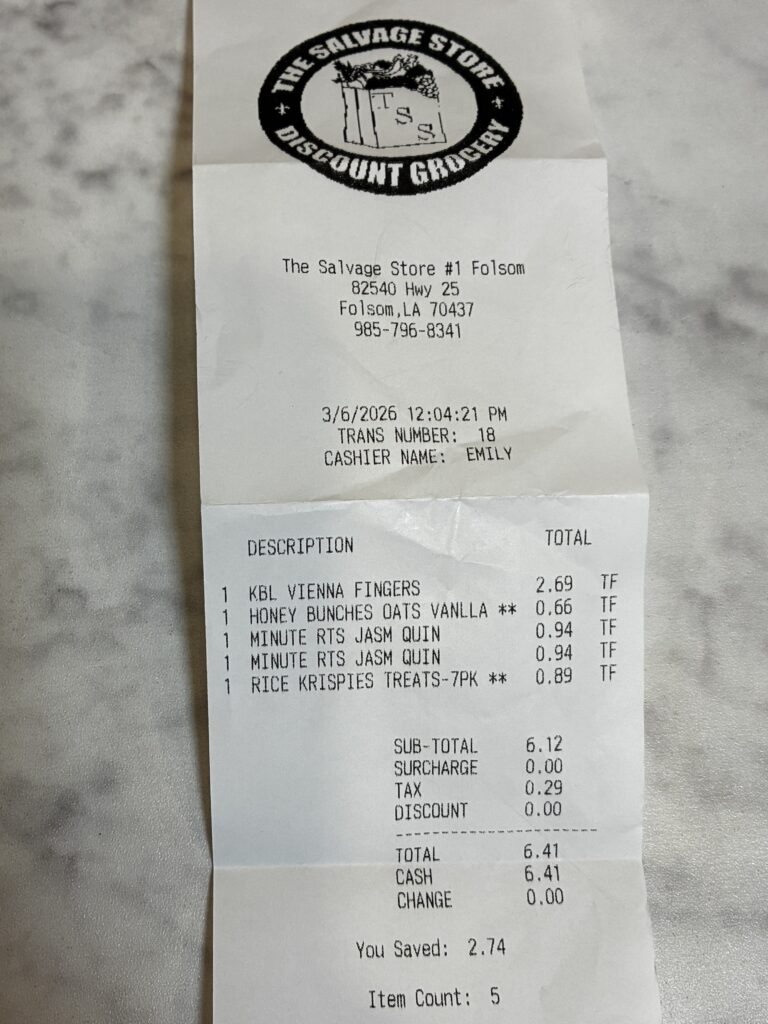 THE SALVAGE STORE
TSS
DISCOUNT GROCERY
The Salvage Store #1 Folsom
82540 Hwy 25
Folsom,LA 70437
985-796-8341
3/6/2026 12:04:21 PM
TRANS NUMBER: 18
CASHIER NAME: EMILY
DESCRIPTION TOTAL
1 KBL VIENNA FINGERS 2.69 TF
1 HONEY BUNCHES OATS VANLLA ** 0.66 TF
1 MINUTE RTS JASM QUIN 0.94 TF
1 MINUTE RTS JASM QUIN 0.94 TF
1 RICE KRISPIES TREATS-7PK ** 0.89 TF
SUB-TOTAL 6.12
SURCHARGE 0.00
TAX 0.29
DISCOUNT 0.00
-----------------------
TOTAL 6.41
CASH 6.41
CHANGE 0.00
You Saved: 2.74
Item Count: 5